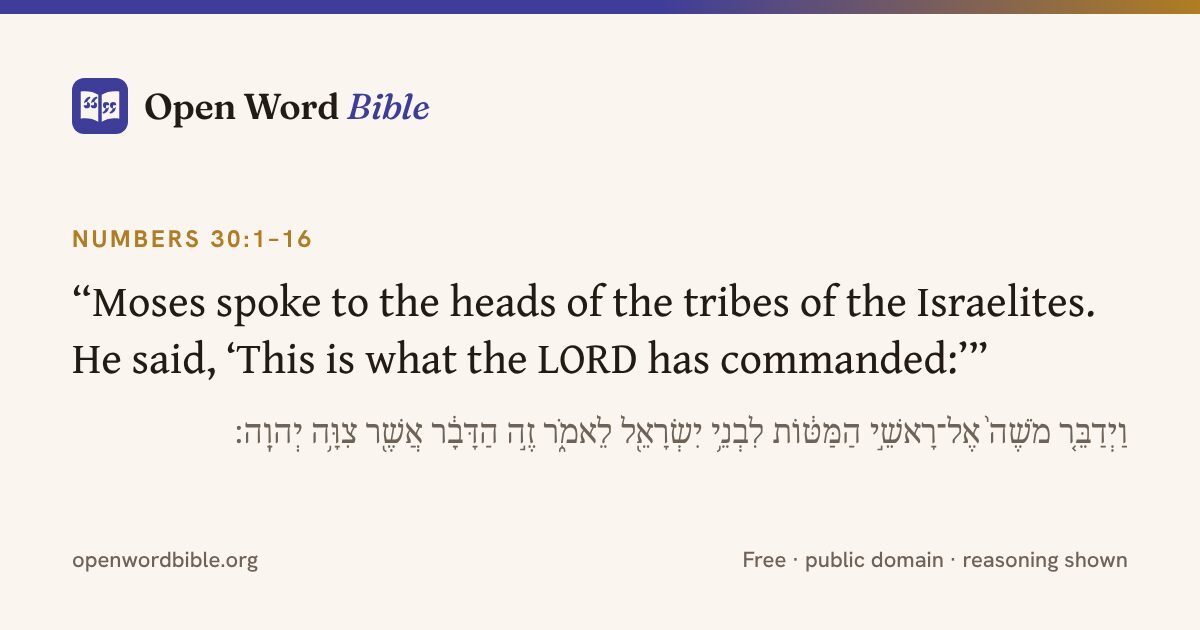 Open Word Bible
NUMBERS 30:1–16
“Moses spoke to the heads of the tribes of the Israelites.
He said, ‘This is what the LORD has commanded:’”
וַיְדַבֵּ֤ר מֹשֶׁה֙ אֶל־רָאשֵׁ֣י הַמַּטּ֔וֹת לִבְנֵ֥י יִשְׂרָאֵ֖ל לֵאמֹ֑ר זֶ֣ה הַדָּבָ֔ר אֲשֶׁ֖ר צִוָּ֥ה יְהוָֽה׃
openwordbible.org
Free · public domain · reasoning shown